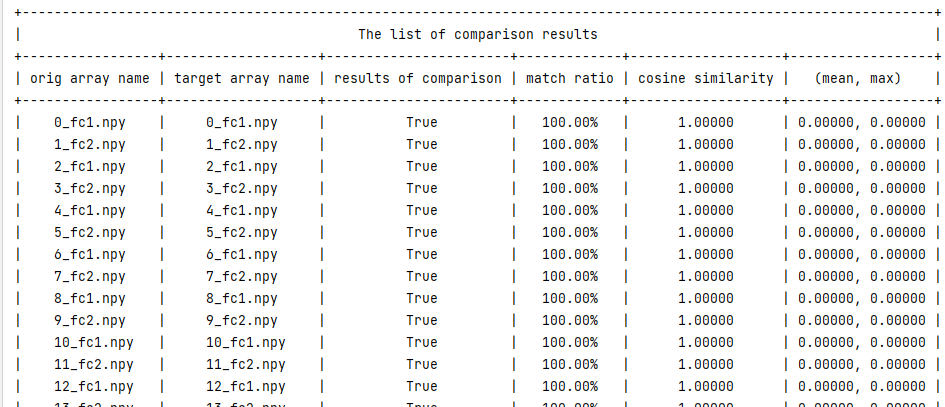 The list of comparison results
orig array name | target array name | results of comparison | match ratio | cosine similarity | (mean, max)
0_fc1.npy | 0_fc1.npy | True | 100.00% | 1.00000 | 0.00000, 0.00000
1_fc2.npy | 1_fc2.npy | True | 100.00% | 1.00000 | 0.00000, 0.00000
2_fc1.npy | 2_fc1.npy | True | 100.00% | 1.00000 | 0.00000, 0.00000
3_fc2.npy | 3_fc2.npy | True | 100.00% | 1.00000 | 0.00000, 0.00000
4_fc1.npy | 4_fc1.npy | True | 100.00% | 1.00000 | 0.00000, 0.00000
5_fc2.npy | 5_fc2.npy | True | 100.00% | 1.00000 | 0.00000, 0.00000
6_fc1.npy | 6_fc1.npy | True | 100.00% | 1.00000 | 0.00000, 0.00000
7_fc2.npy | 7_fc2.npy | True | 100.00% | 1.00000 | 0.00000, 0.00000
8_fc1.npy | 8_fc1.npy | True | 100.00% | 1.00000 | 0.00000, 0.00000
9_fc2.npy | 9_fc2.npy | True | 100.00% | 1.00000 | 0.00000, 0.00000
10_fc1.npy | 10_fc1.npy | True | 100.00% | 1.00000 | 0.00000, 0.00000
11_fc2.npy | 11_fc2.npy | True | 100.00% | 1.00000 | 0.00000, 0.00000
12_fc1.npy | 12_fc1.npy | True | 100.00% | 1.00000 | 0.00000, 0.00000